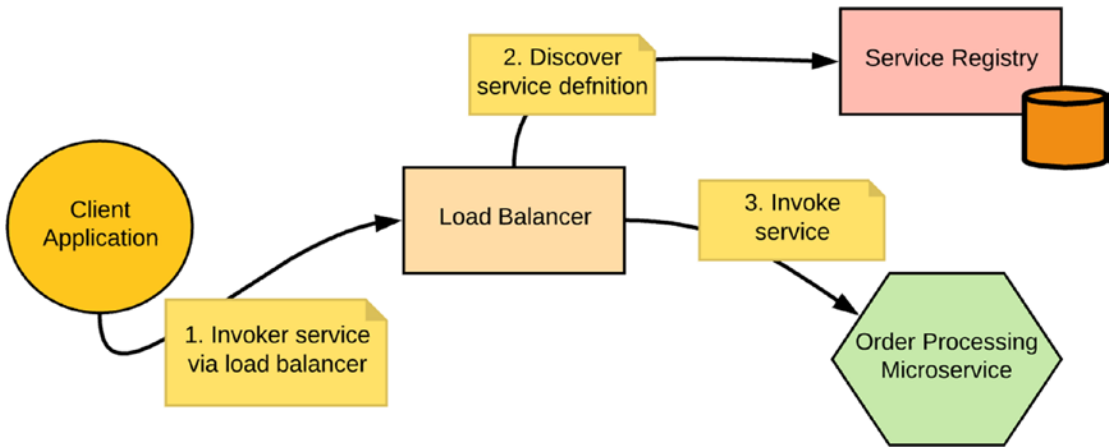 2. Discover
service defnition
Service Registry
Client
Application
Load Balancer
3. Invoke
service
1. Invoker service
via load balancer
Order Processing
Microservice